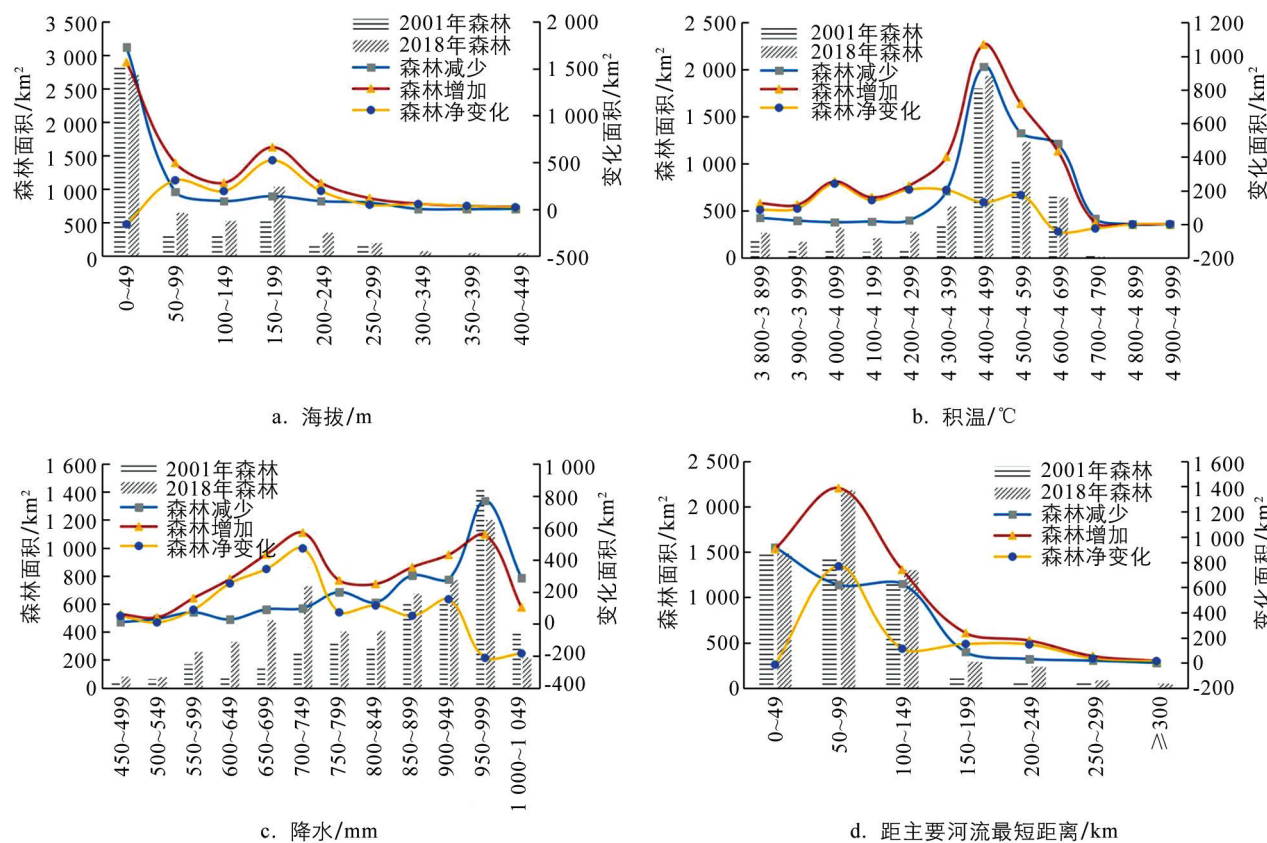 2001年森林
2018年森林
森林减少
森林增加
森林净变化
森林面积/km²
变化面积/km²
3 500
3 000
2 500
2 000
1 500
1 000
500
0
2 000
1 500
1 000
500
0
-500
0~49
50~99
100~149
150~199
200~249
250~299
300~349
350~399
400~449
a. 海拔/m
2001年森林
2018年森林
森林减少
森林增加
森林净变化
森林面积/km²
变化面积/km²
2 500
2 000
1 500
1 000
500
0
1 200
1 000
800
600
400
200
0
-200
3 800~3 899
3 900~3 999
4 000~4 099
4 100~4 199
4 200~4 299
4 300~4 399
4 400~4 499
4 500~4 599
4 600~4 699
4 700~4 790
4 800~4 899
4 900~4 999
b. 积温/℃
2001年森林
2018年森林
森林减少
森林增加
森林净变化
森林面积/km²
变化面积/km²
1 600
1 400
1 200
1 000
800
600
400
200
0
1 000
800
600
400
200
0
-200
-400
450~499
500~549
550~599
600~649
650~699
700~749
750~799
800~849
850~899
900~949
950~999
1 000~1 049
c. 降水/mm
2001年森林
2018年森林
森林减少
森林增加
森林净变化
森林面积/km²
变化面积/km²
2 500
2 000
1 500
1 000
500
0
1 600
1 400
1 200
1 000
800
600
400
200
0
-200
0~49
50~99
100~149
150~199
200~249
250~299
≥300
d. 距主要河流最短距离/km